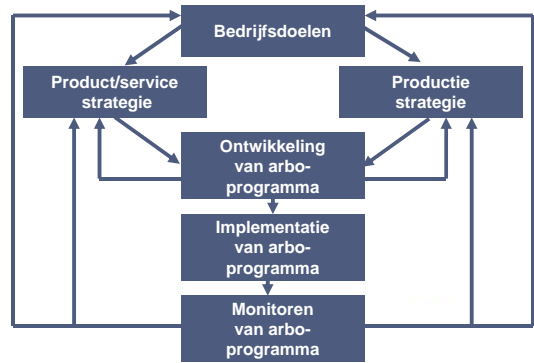 Bedrijfsdoelen
Product/service
strategie
Productie
strategie
Ontwikkeling
van arbo-
programma
Implementatie
van arbo-
programma
Monitoren
van arbo-
programma